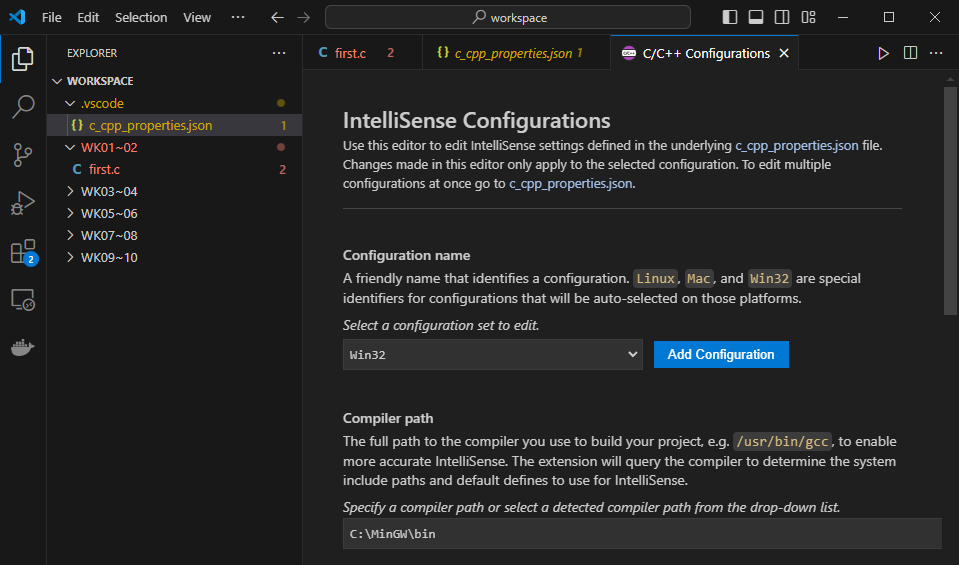 File Edit Selection View ··· workspace
EXPLORER ···
WORKSPACE
.vscode
{} c_cpp_properties.json 1
WK01~02
C first.c 2
WK03~04
WK05~06
WK07~08
WK09~10
2
C first.c 2
{} c_cpp_properties.json 1
C/C++ C/C++ Configurations
IntelliSense Configurations
Use this editor to edit IntelliSense settings defined in the underlying c_cpp_properties.json file.
Changes made in this editor only apply to the selected configuration. To edit multiple
configurations at once go to c_cpp_properties.json.
Configuration name
A friendly name that identifies a configuration. Linux, Mac, and Win32 are special
identifiers for configurations that will be auto-selected on those platforms.
Select a configuration set to edit.
Win32
Add Configuration
Compiler path
The full path to the compiler you use to build your project, e.g. /usr/bin/gcc, to enable
more accurate IntelliSense. The extension will query the compiler to determine the system
include paths and default defines to use for IntelliSense.
Specify a compiler path or select a detected compiler path from the drop-down list.
C:\MinGW\bin